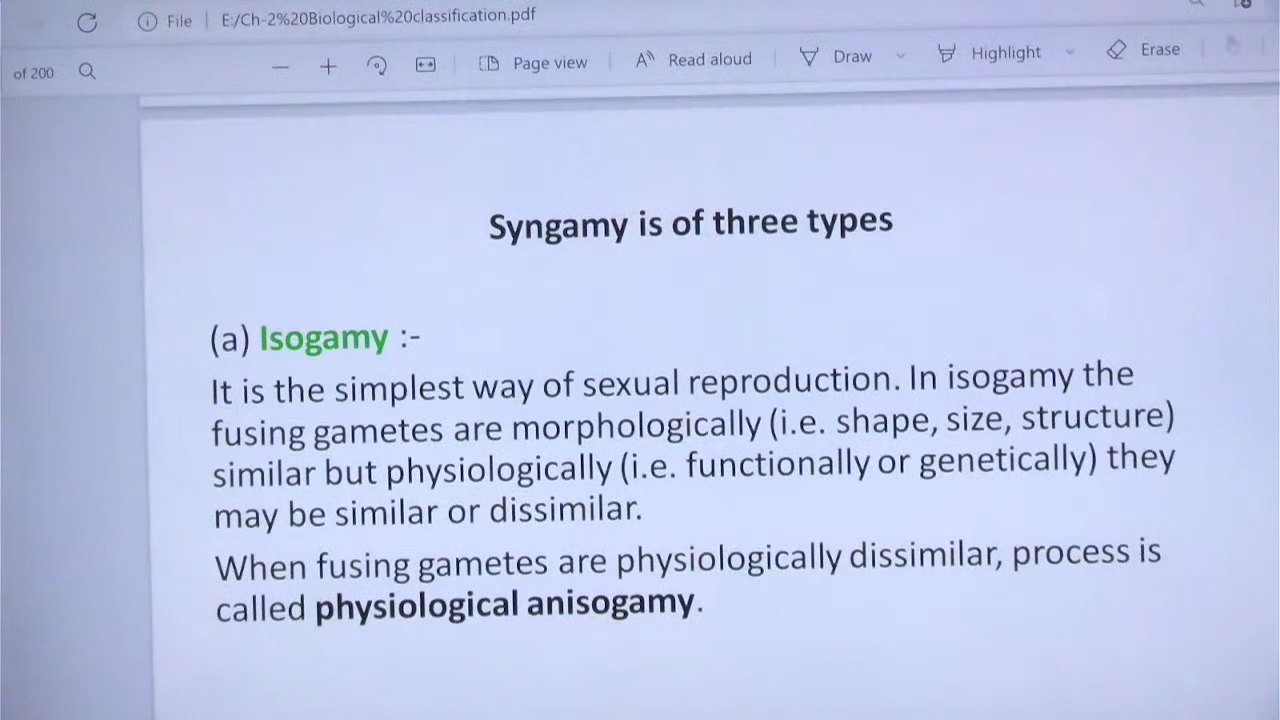 File | E:/Ch-2%20Biological%20classification.pdf
of 200
Page view
Read aloud
Draw
Highlight
Erase
Syngamy is of three types
(a) Isogamy :-
It is the simplest way of sexual reproduction. In isogamy the
fusing gametes are morphologically (i.e. shape, size, structure)
similar but physiologically (i.e. functionally or genetically) they
may be similar or dissimilar.
When fusing gametes are physiologically dissimilar, process is
called physiological anisogamy.